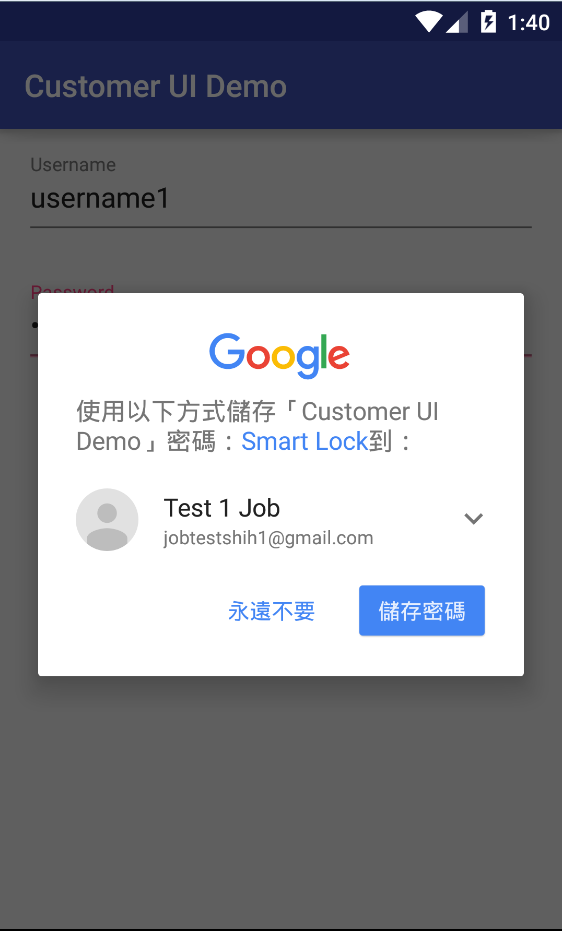 1:40
Customer UI Demo
Username
username1
Password
Google
使用以下方式儲存「Customer UI
Demo」密碼：Smart Lock到：
Test 1 Job
jobtestshih1@gmail.com
永遠不要
儲存密碼